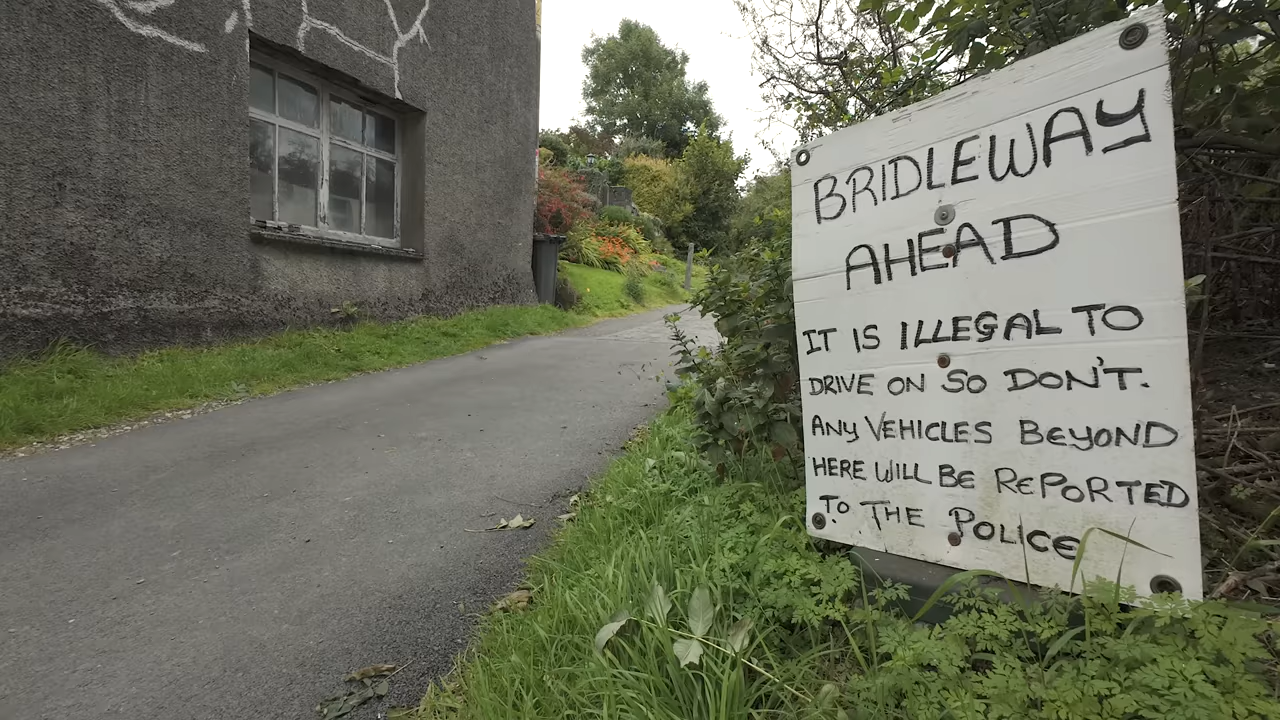 BRIDLEWAY
AHEAD
IT IS ILLEGAL TO
DRIVE ON SO DON'T.
ANY VEHICLES BEYOND
HERE WILL BE REPORTED
TO THE POLICE